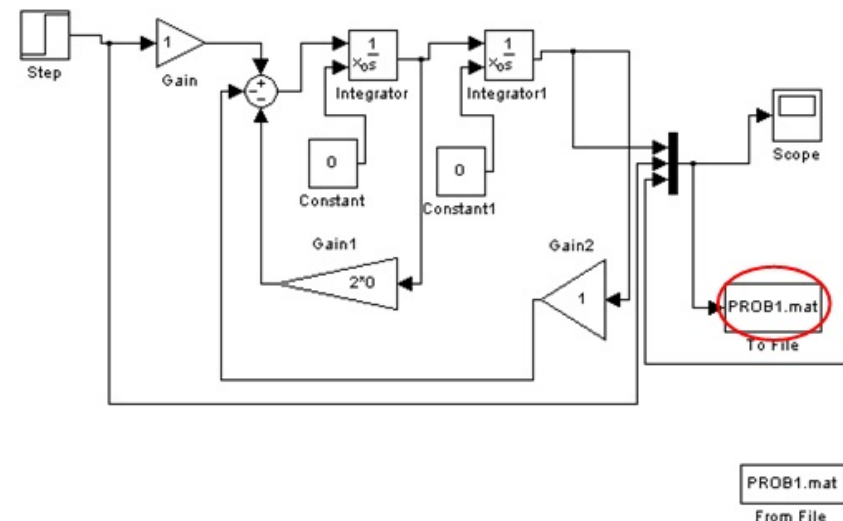 Step
1
Gain
+
-
-
1
xos
Integrator
1
xos
Integrator1
0
Constant
0
Constant1
Scope
Gain1
2*0
Gain2
1
PROB1.mat
To File
PROB1.mat
From File